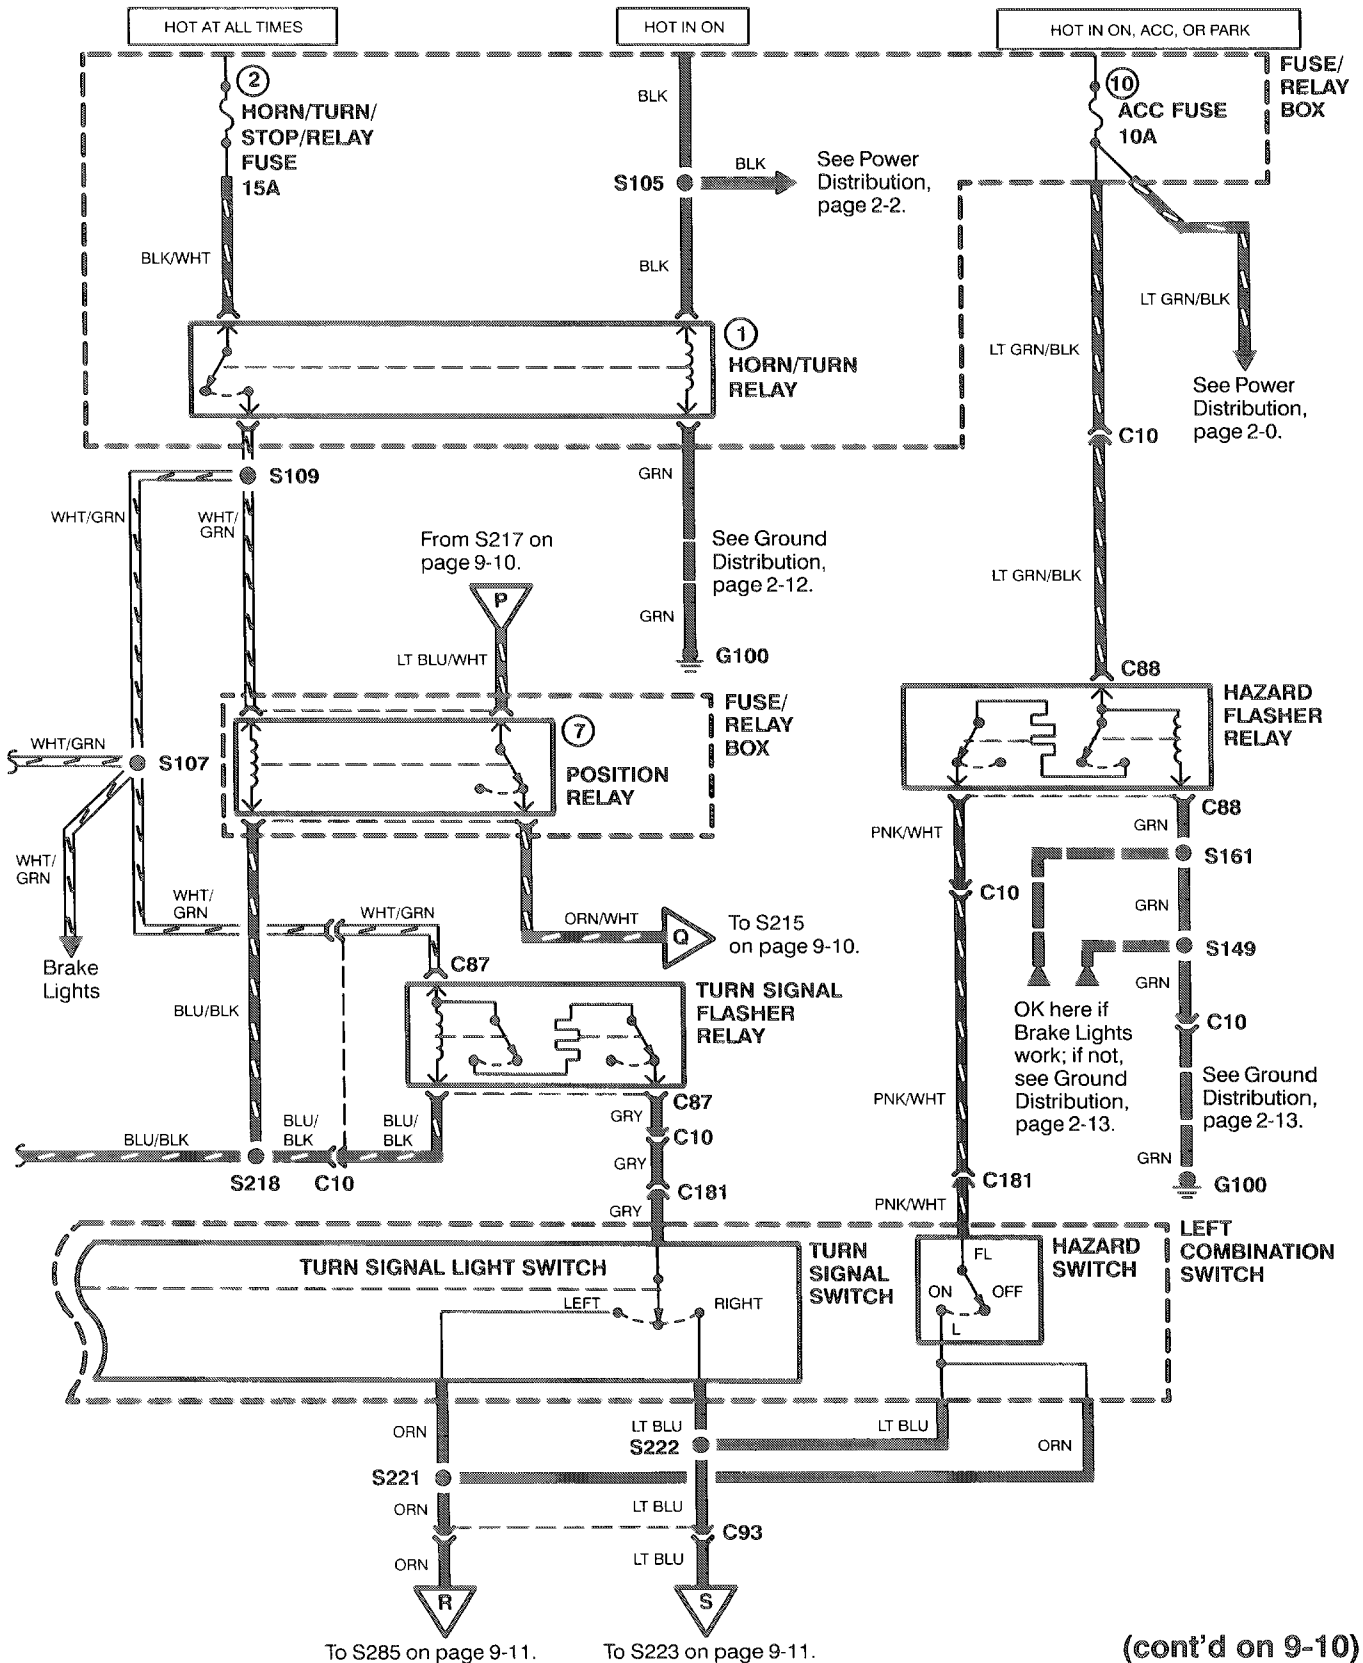 HOT AT ALL TIMES
HOT IN ON
HOT IN ON, ACC, OR PARK
2
HORN/TURN/
STOP/RELAY
FUSE
15A
BLK
10
ACC FUSE
10A
FUSE/
RELAY
BOX
S105
BLK
See Power
Distribution,
page 2-2.
BLK/WHT
BLK
LT GRN/BLK
LT GRN/BLK
1
HORN/TURN
RELAY
See Power
Distribution,
page 2-0.
C10
S109
GRN
WHT/GRN
WHT/
GRN
From S217 on
page 9-10.
P
See Ground
Distribution,
page 2-12.
LT GRN/BLK
GRN
LT BLU/WHT
G100
C88
FUSE/
RELAY
BOX
HAZARD
FLASHER
RELAY
7
POSITION
RELAY
WHT/GRN
S107
C88
PNK/WHT
GRN
S161
WHT/
GRN
WHT/
GRN
WHT/GRN
ORN/WHT
Q
To S215
on page 9-10.
C10
GRN
S149
Brake
Lights
C87
GRN
BLU/BLK
TURN SIGNAL
FLASHER
RELAY
OK here if
Brake Lights
work; if not,
see Ground
Distribution,
page 2-13.
C10
See Ground
Distribution,
page 2-13.
C87
GRY
PNK/WHT
BLU/BLK
BLU/
BLK
BLU/
BLK
C10
S218
C10
GRY
C181
C181
GRN
G100
GRY
PNK/WHT
TURN SIGNAL LIGHT SWITCH
TURN
SIGNAL
SWITCH
HAZARD
SWITCH
LEFT
COMBINATION
SWITCH
FL
ON
OFF
L
LEFT
RIGHT
ORN
LT BLU
S222
LT BLU
ORN
S221
ORN
LT BLU
C93
ORN
LT BLU
R
S
To S285 on page 9-11.
To S223 on page 9-11.
(cont'd on 9-10)